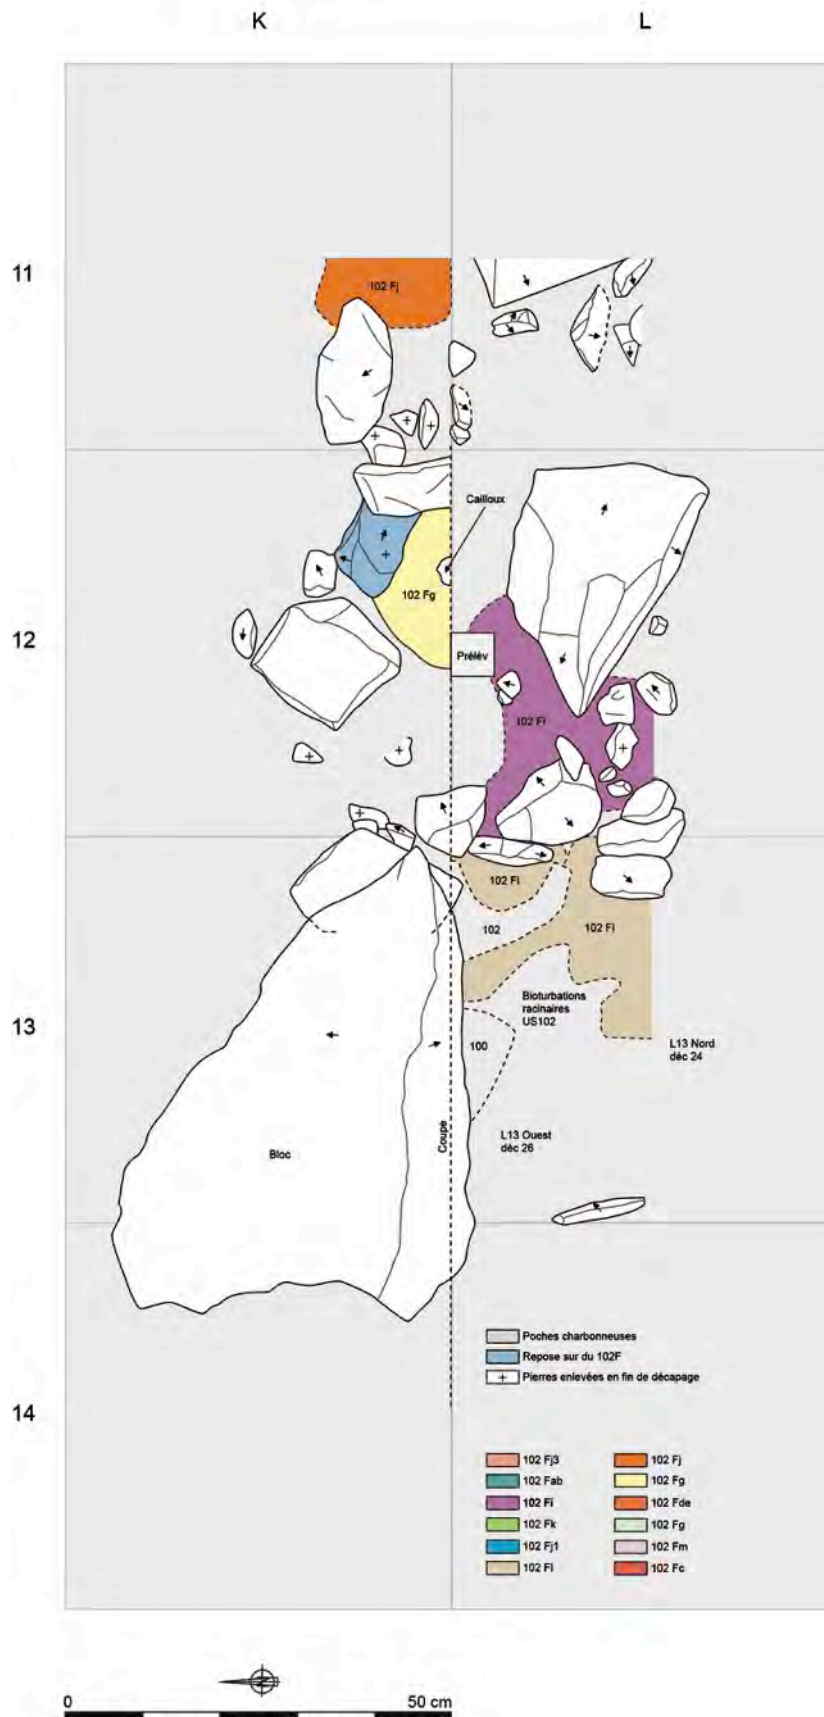 K
L
11
102 Fj
Cailloux
102 Fg
12
Prélèv
102 Fi
102 Fl
102
102 Fl
Bioturbations
racinaires
US102
13
100
L13 Nord
déc 24
Coupe
L13 Ouest
déc 26
Bloc
Poches charbonneuses
Repose sur du 102F
Pierres enlevées en fin de décapage
14
102 Fj3
102 Fj
102 Fab
102 Fg
102 Fi
102 Fde
102 Fk
102 Fg
102 Fj1
102 Fm
102 Fl
102 Fc
N
0
50 cm